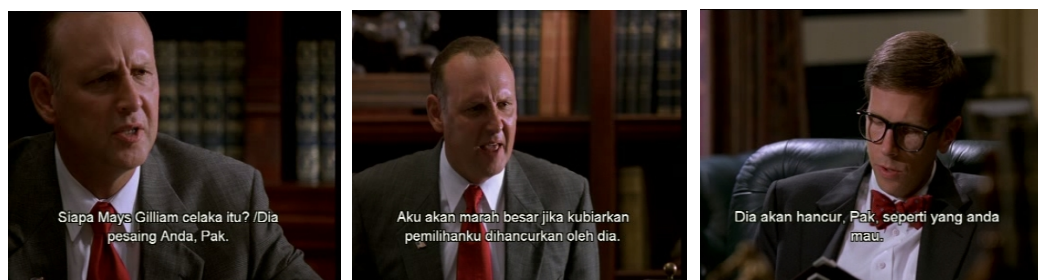 Siapa Mays Gilliam celaka itu? /Dia
pesaing Anda, Pak.
Aku akan marah besar jika kubiarkan
pemilihanku dihancurkan oleh dia.
Dia akan hancur, Pak, seperti yang anda
mau.